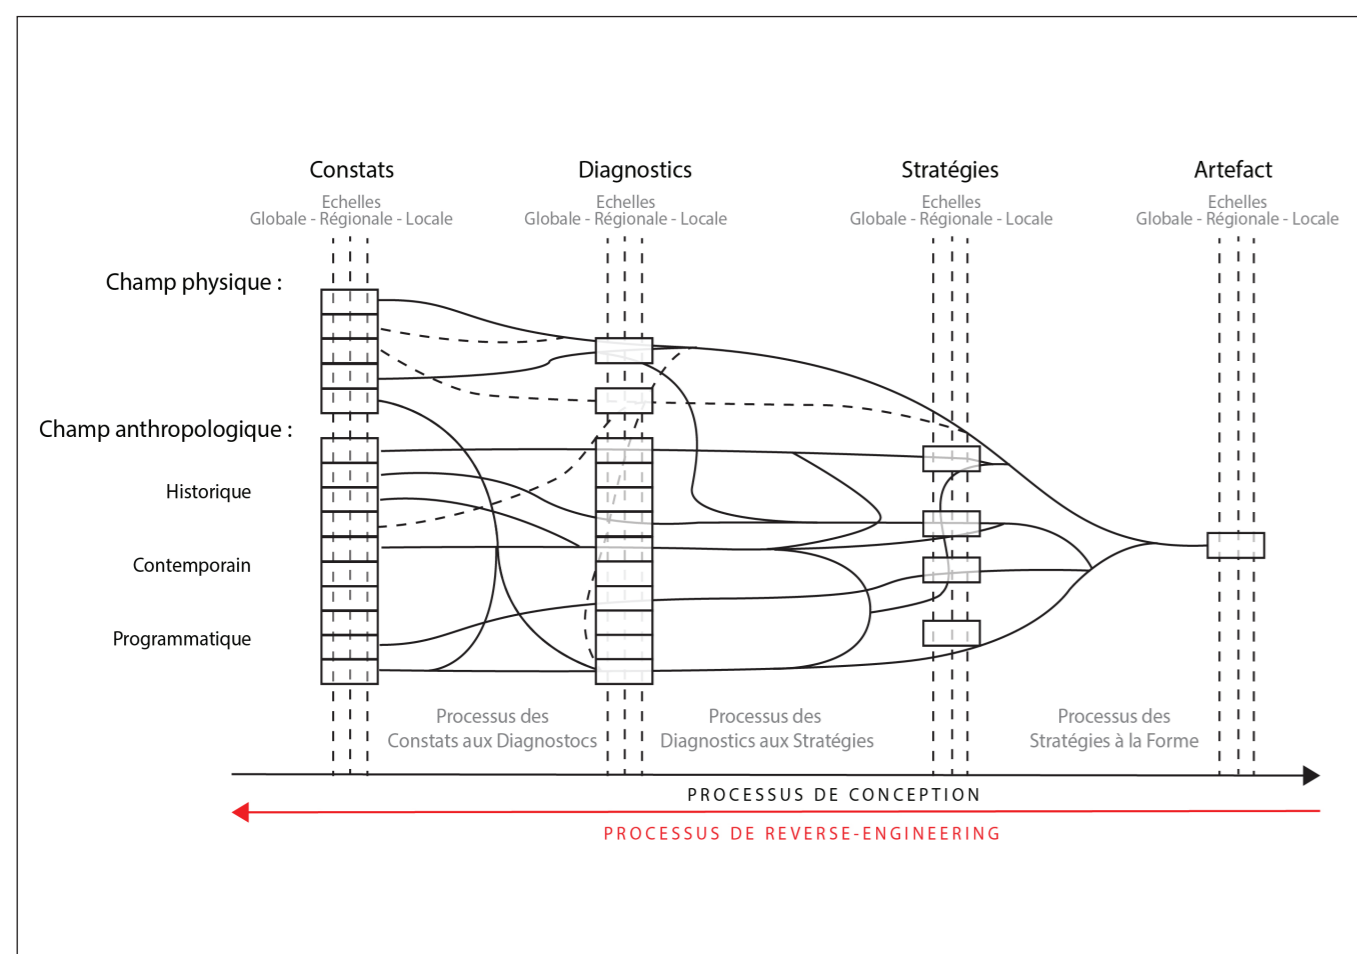 Constats
Diagnostics
Stratégies
Artefact
Echelles
Globale - Régionale - Locale
Echelles
Globale - Régionale - Locale
Echelles
Globale - Régionale - Locale
Echelles
Globale - Régionale - Locale
Champ physique :
Champ anthropologique :
Historique
Contemporain
Programmatique
Processus des
Constats aux Diagnostocs
Processus des
Diagnostics aux Stratégies
Processus des
Stratégies à la Forme
PROCESSUS DE CONCEPTION
PROCESSUS DE REVERSE-ENGINEERING